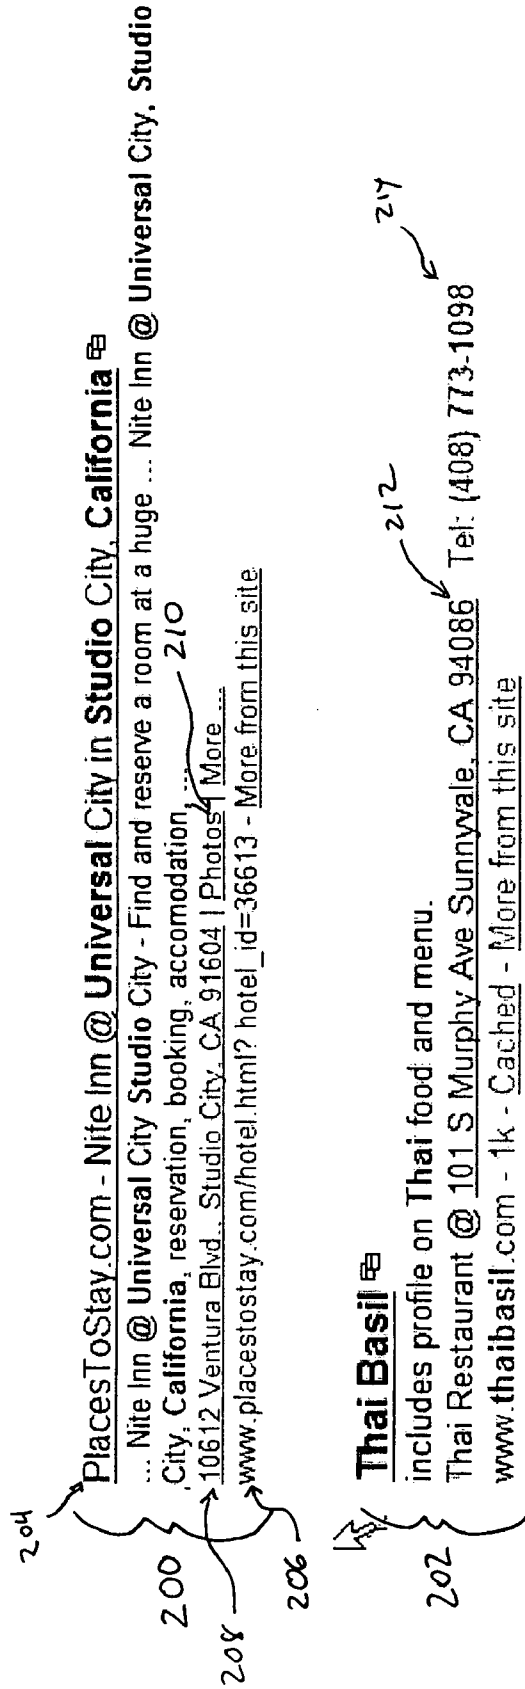 204
PlacesToStay.com - Nite Inn @ Universal City in Studio City, California
... Nite Inn @ Universal City Studio City - Find and reserve a room at a huge ... Nite Inn @ Universal City, Studio
City, California, reservation, booking, accomodation, ...
10612 Ventura Blvd., Studio City, CA 91604 | Photos | More ...
www.placestostay.com/hotel.html? hotel_id=36613 - More from this site
200
208
206
210
Thai Basil
includes profile on Thai food and menu.
Thai Restaurant @ 101 S Murphy Ave Sunnyvale, CA 94086 Tel: (408) 773-1098
www.thaibasil.com - 1k - Cached - More from this site
202
212
214